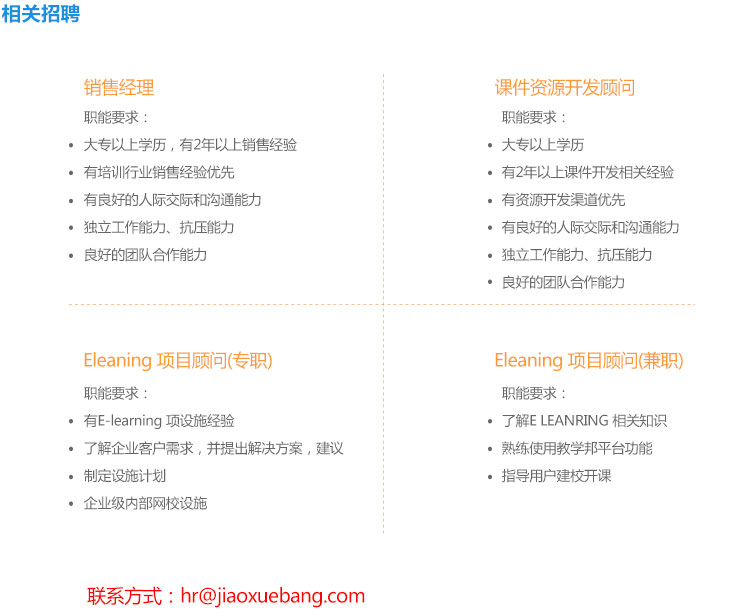 相关招聘
销售经理
职能要求：
大专以上学历，有2年以上销售经验
有培训行业销售经验优先
有良好的人际交际和沟通能力
独立工作能力、抗压能力
良好的团队合作能力
课件资源开发顾问
职能要求：
大专以上学历
有2年以上课件开发相关经验
有资源开发渠道优先
有良好的人际交际和沟通能力
独立工作能力、抗压能力
良好的团队合作能力
Eleaning 项目顾问(专职)
职能要求：
有E-learning 项设施经验
了解企业客户需求，并提出解决方案，建议
制定设施计划
企业级内部网校设施
Eleaning 项目顾问(兼职)
职能要求：
了解E LEANRING 相关知识
熟练使用教学邦平台功能
指导用户建校开课
联系方式：hr@jiaoxuebang.com